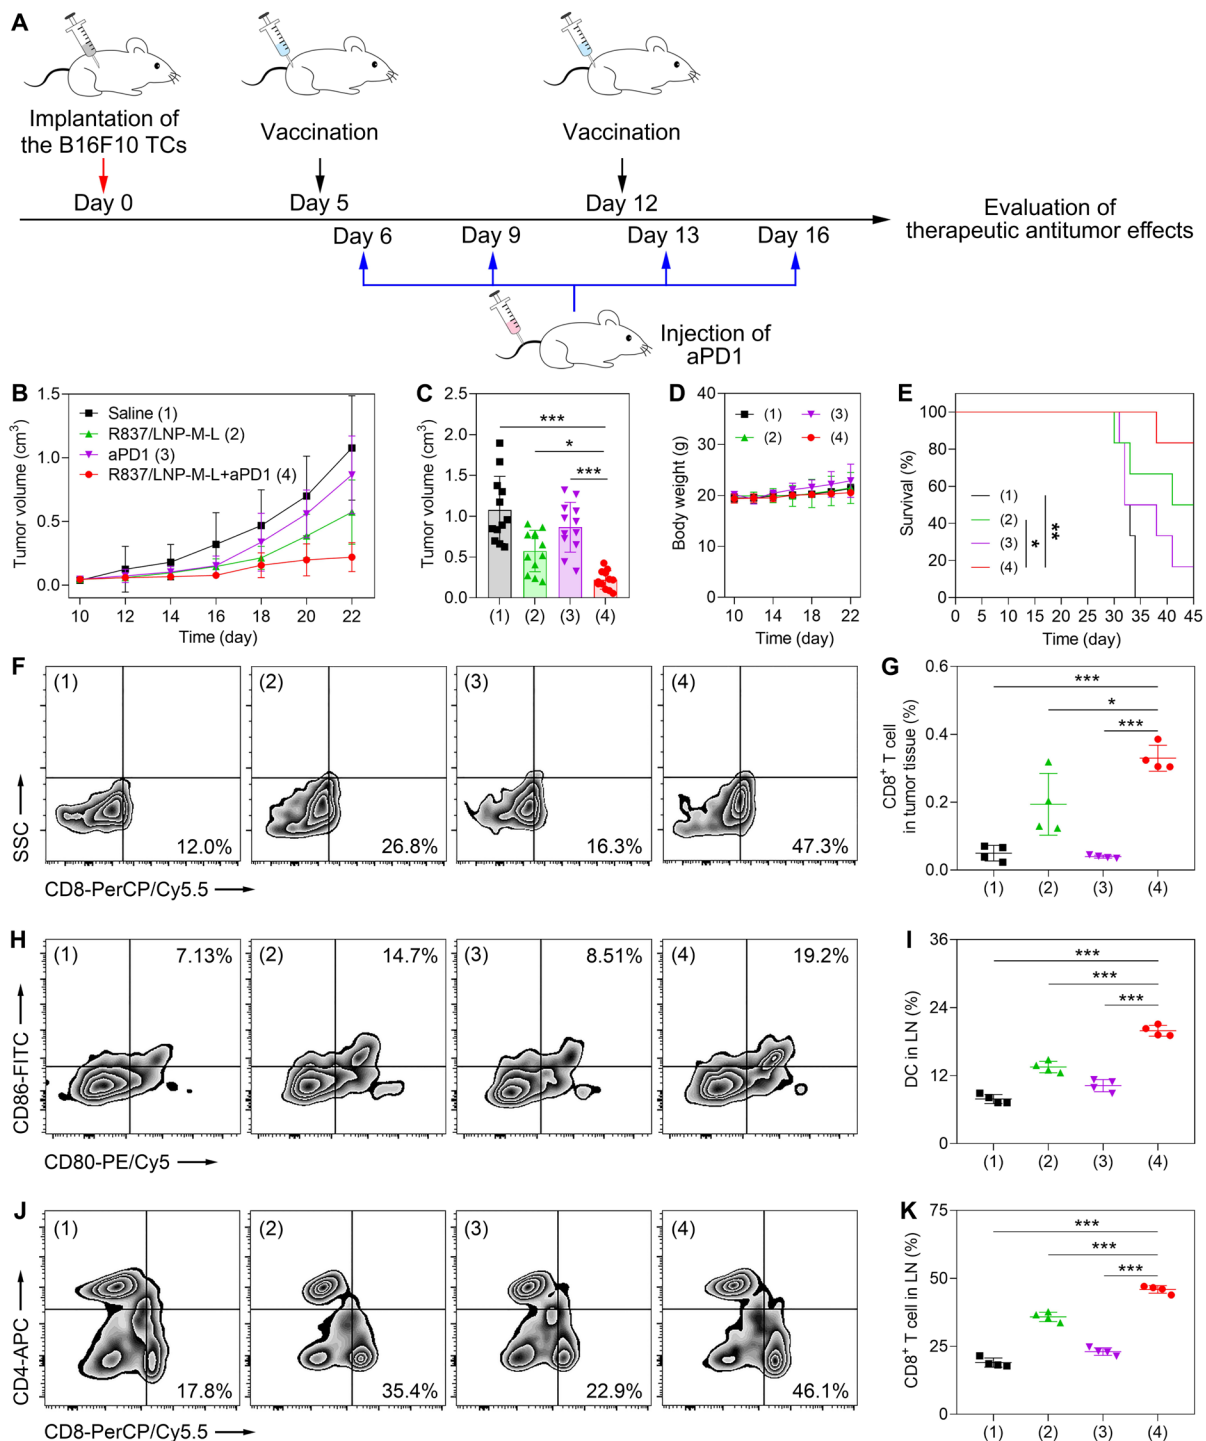 A
Implantation of
the B16F10 TCs
Vaccination
Vaccination
Day 0
Day 5
Day 12
Day 6
Day 9
Day 13
Day 16
Evaluation of
therapeutic antitumor effects
Injection of
aPD1
B
Tumor volume (cm³)
1.5
1.0
0.5
0.0
Saline (1)
R837/LNP-M-L (2)
aPD1 (3)
R837/LNP-M-L+aPD1 (4)
10 12 14 16 18 20 22
Time (day)
C
Tumor volume (cm³)
2.5
2.0
1.5
1.0
0.5
0.0
***
*
***
(1) (2) (3) (4)
D
Body weight (g)
40
30
20
10
0
(1) (3)
(2) (4)
10 14 18 22
Time (day)
E
Survival (%)
100
80
60
40
20
0
(1)
(2)
(3)
(4)
*
**
0 5 10 15 20 25 30 35 40 45
Time (day)
F
SSC
(1)
12.0%
(2)
26.8%
(3)
16.3%
(4)
47.3%
CD8-PerCP/Cy5.5
G
CD8⁺ T cell
in tumor tissue (%)
0.6
0.4
0.2
0.0
***
*
***
(1) (2) (3) (4)
H
CD86-FITC
(1)
7.13%
(2)
14.7%
(3)
8.51%
(4)
19.2%
CD80-PE/Cy5
I
DC in LN (%)
36
24
12
0
***
***
***
(1) (2) (3) (4)
J
CD4-APC
(1)
17.8%
(2)
35.4%
(3)
22.9%
(4)
46.1%
CD8-PerCP/Cy5.5
K
CD8⁺ T cell in LN (%)
75
50
25
0
***
***
***
(1) (2) (3) (4)